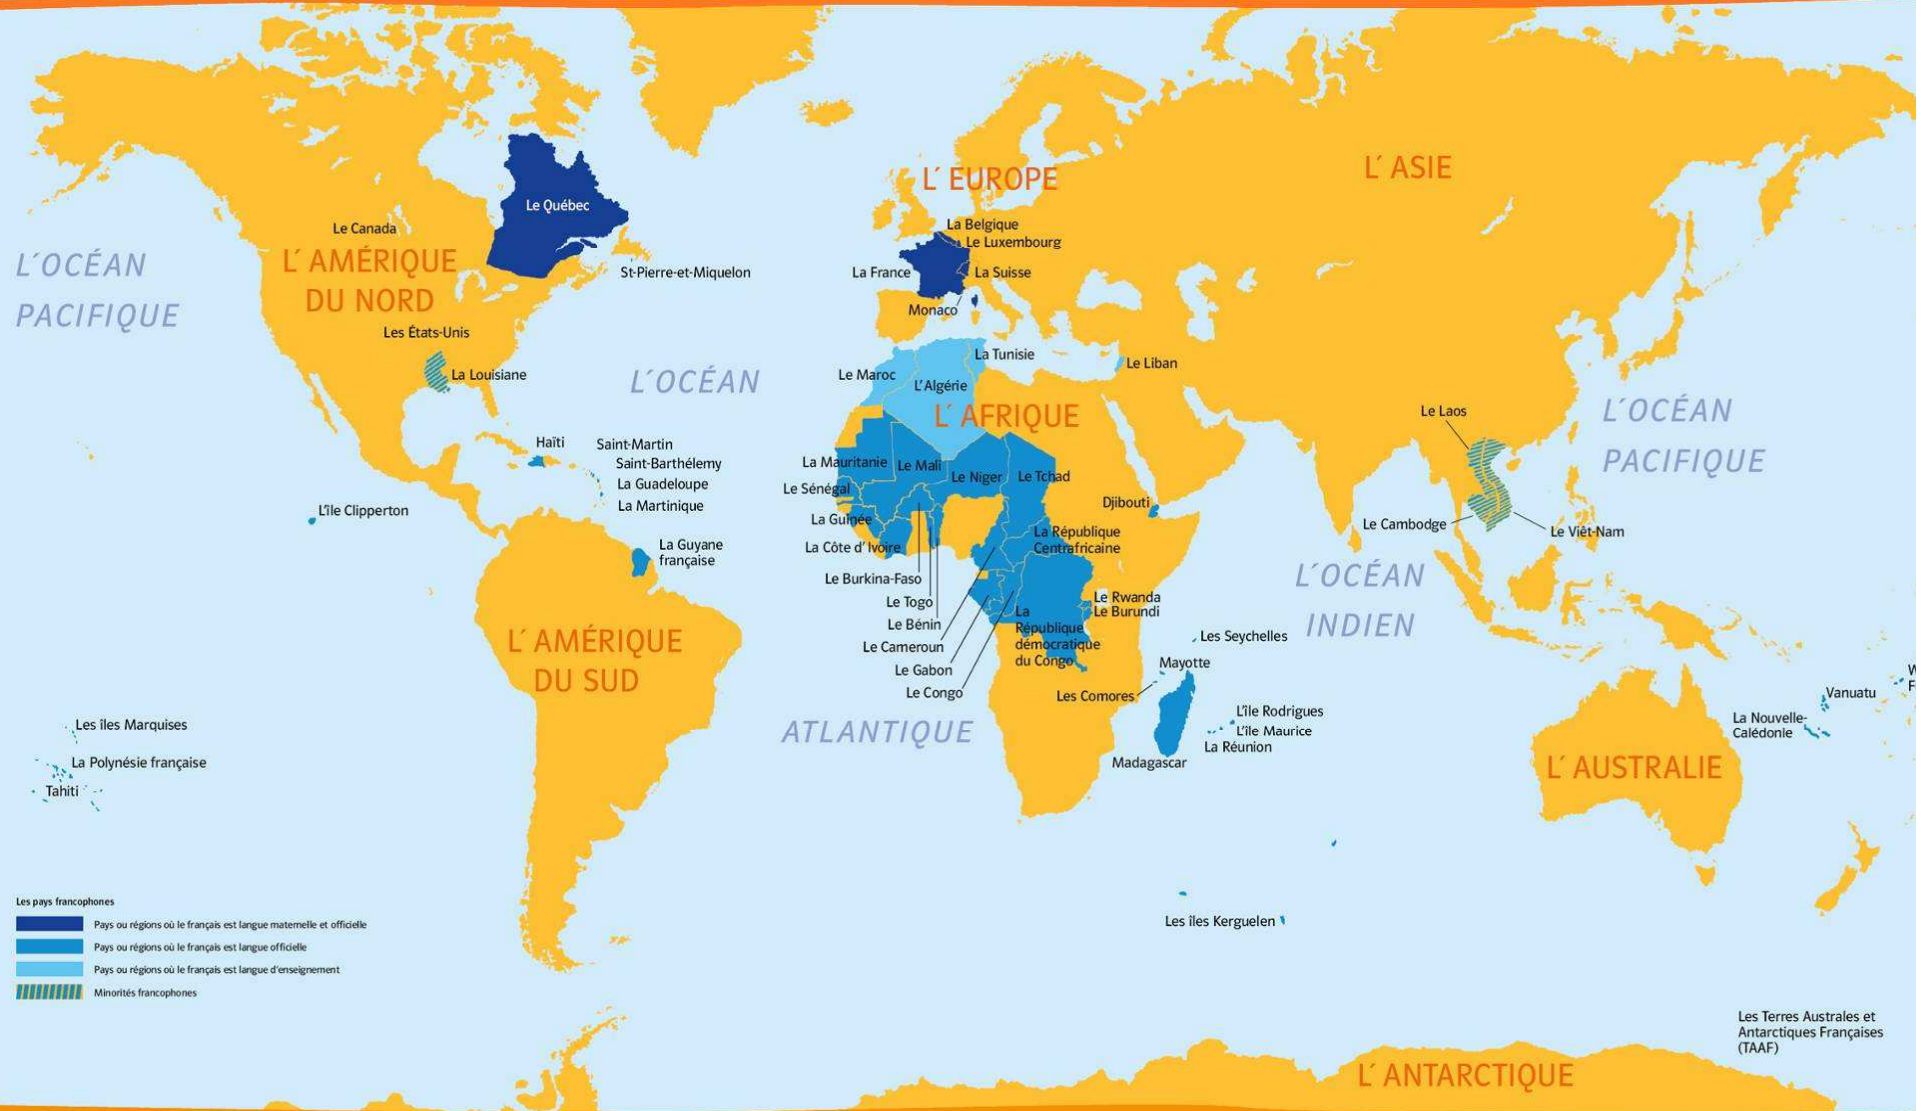 L´EUROPE
L´ASIE
Le Québec
Le Canada
La Belgique
Le Luxembourg
L´OCÉAN
PACIFIQUE
L´AMÉRIQUE
DU NORD
St-Pierre-et-Miquelon
La France
La Suisse
Monaco
Les États-Unis
La Louisiane
L´OCÉAN
La Tunisie
Le Maroc
L'Algérie
Le Liban
L´AFRIQUE
Le Laos
L´OCÉAN
PACIFIQUE
Haïti
Saint-Martin
Saint-Barthélemy
La Guadeloupe
La Martinique
La Mauritanie
Le Mali
Le Niger
Le Tchad
Le Sénégal
Djibouti
L'île Clipperton
La Guinée
La République
Centrafricaine
Le Cambodge
Le Viêt-Nam
La Guyane
française
La Côte d'Ivoire
Le Burkina-Faso
L´OCÉAN
INDIEN
Le Togo
Le Bénin
Le Rwanda
Le Burundi
La
République
démocratique
du Congo
Le Cameroun
Le Gabon
Le Congo
L´AMÉRIQUE
DU SUD
Les Seychelles
Mayotte
Les Comores
L'île Rodrigues
L'île Maurice
La Réunion
Madagascar
ATLANTIQUE
W
F
Vanuatu
La Nouvelle-
Calédonie
L´AUSTRALIE
Les îles Marquises
La Polynésie française
Tahiti
Les îles Kerguelen
Les pays francophones
Pays ou régions où le français est langue maternelle et officielle
Pays ou régions où le français est langue officielle
Pays ou régions où le français est langue d'enseignement
Minorités francophones
Les Terres Australes et
Antarctiques Françaises
(TAAF)
L´ANTARCTIQUE